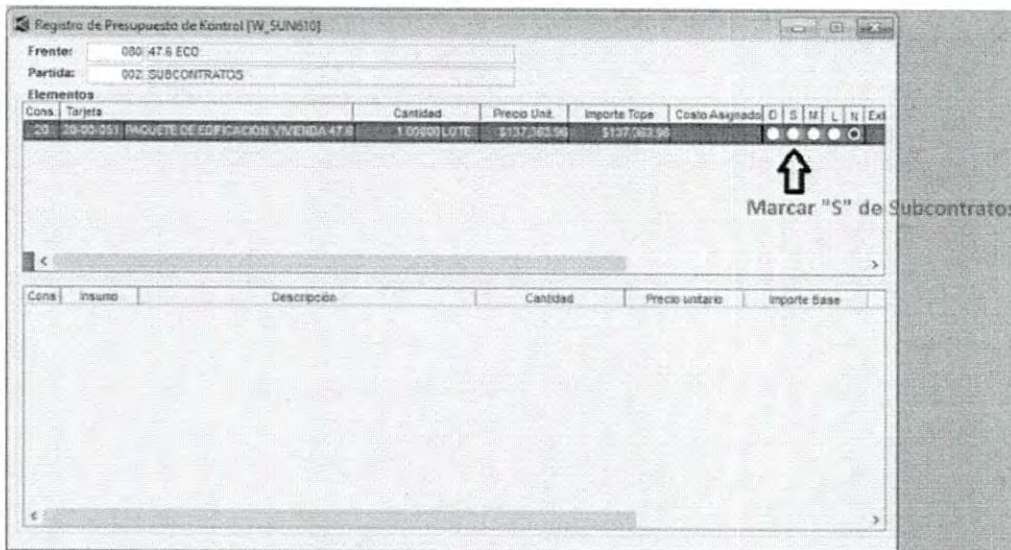 Registro de Presupuesto de Kontrol [W_SUN610]
Frente: 080 47.6 ECO
Partida: 002 SUBCONTRATOS
Elementos
Cons. Tarjeta Cantidad Precio Unit. Importe Tope Costo Asignado D S M L N Ext
20 20-00-051 PAQUETE DE EDIFICACION VIVIENDA 47.6 1.00000 LOTE $137,363.96 $137,363.96
Marcar "S" de Subcontratos
Cons Insumo Descripción Cantidad Precio unitario Importe Base